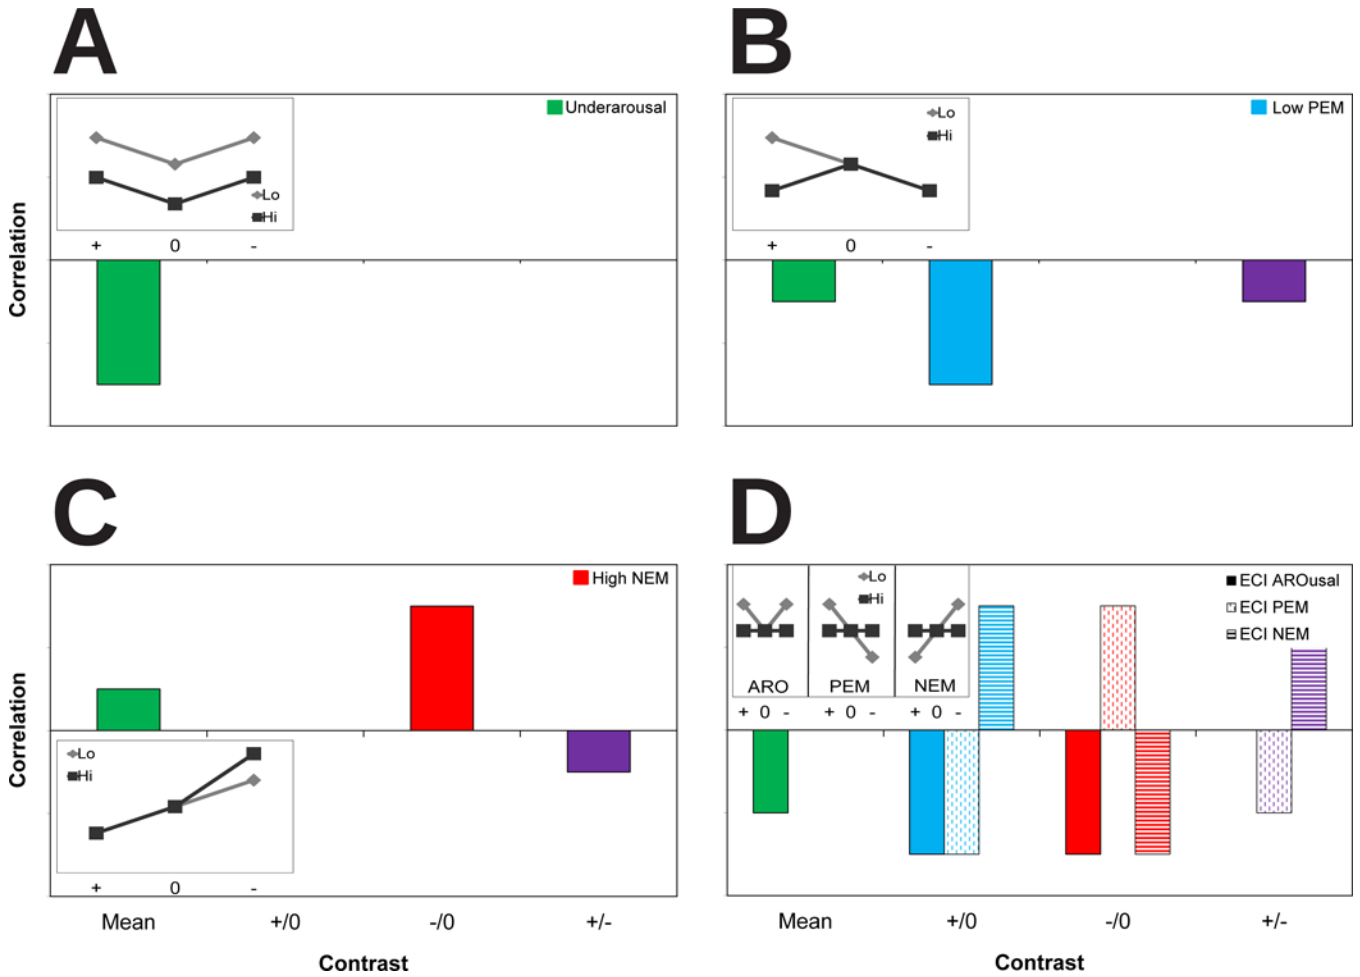 A
Underarousal
Lo
Hi
+ 0 -
Correlation
B
Low PEM
Lo
Hi
+ 0 -
C
High NEM
Lo
Hi
+ 0 -
Correlation
Mean +/0 -/0 +/-
Contrast
D
Lo
Hi
ARO PEM NEM
+ 0 - + 0 - + 0 -
ECI AROusal
ECI PEM
ECI NEM
Mean +/0 -/0 +/-
Contrast